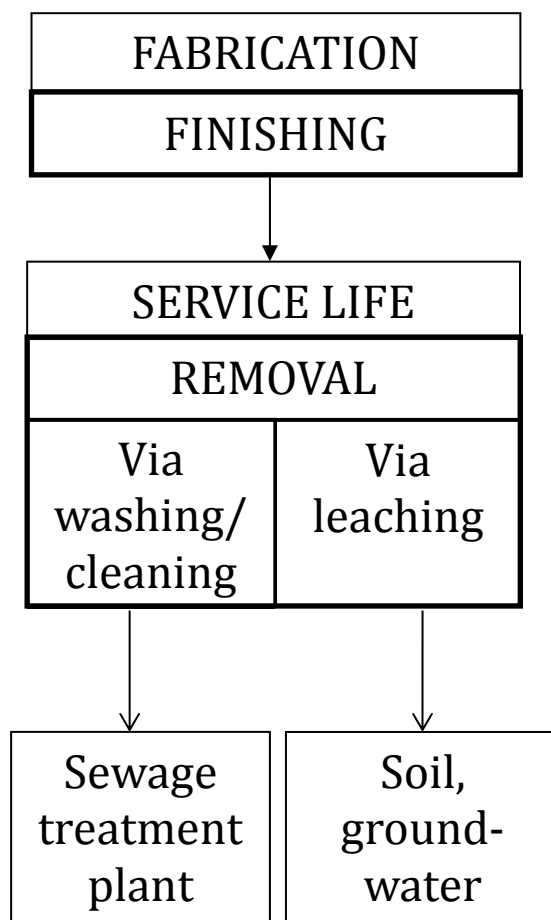 FABRICATION
FINISHING
SERVICE LIFE
REMOVAL
Via
washing/
cleaning
Via
leaching
Sewage
treatment
plant
Soil,
ground-
water